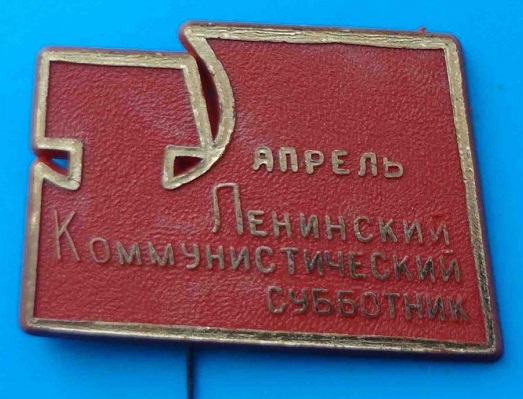 АПРЕЛЬ
ЛЕНИНСКИЙ
КОММУНИСТИЧЕСКИЙ
СУББОТНИК